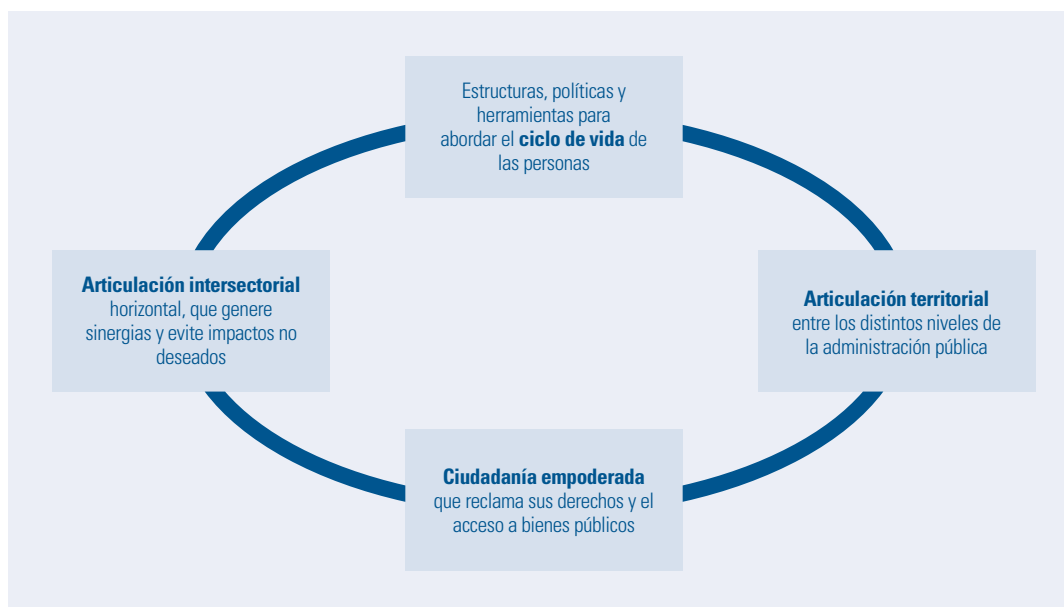 Estructuras, políticas y
herramientas para
abordar el ciclo de vida de
las personas
Articulación intersectorial
horizontal, que genere
sinergias y evite impactos no
deseados
Articulación territorial
entre los distintos niveles de
la administración pública
Ciudadanía empoderada
que reclama sus derechos y el
acceso a bienes públicos